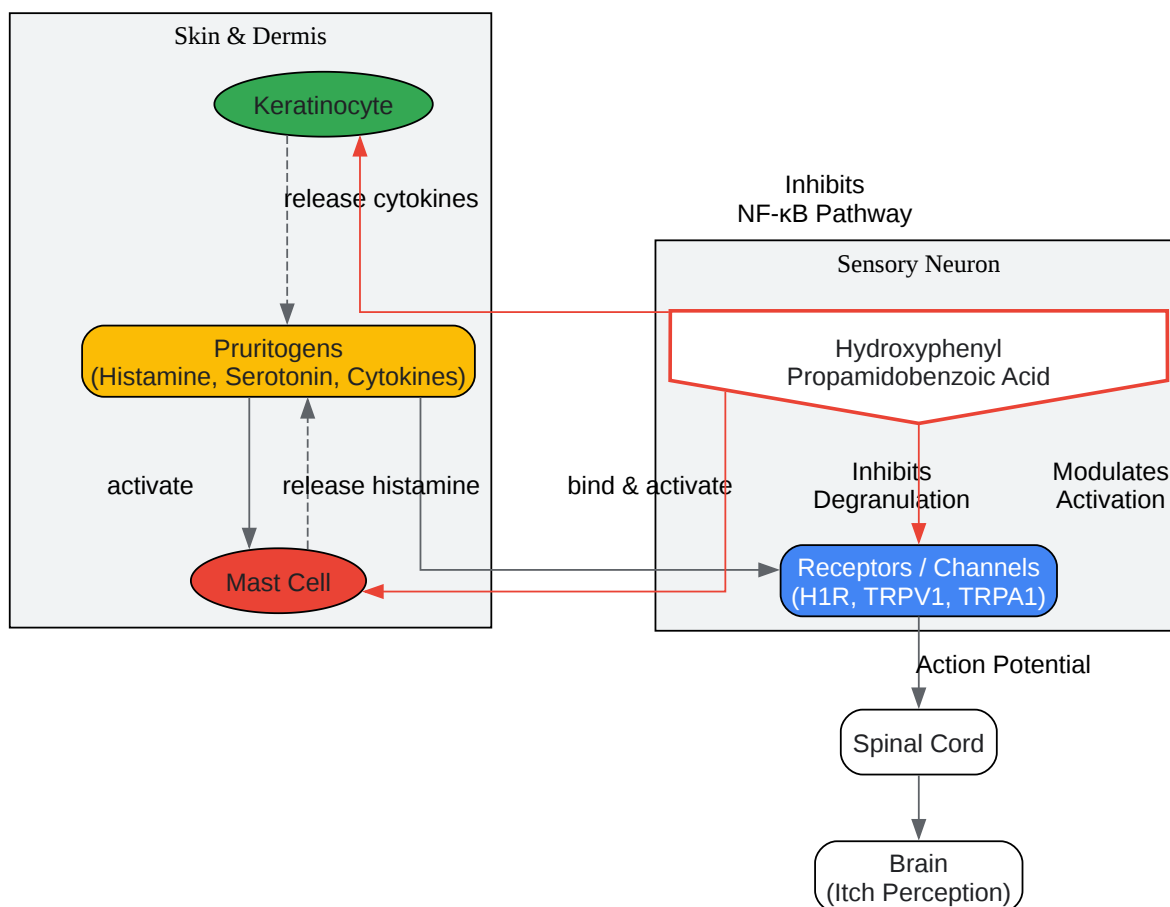 Skin & Dermis
Keratinocyte
release cytokines
Inhibits
NF-κB Pathway
Sensory Neuron
Pruritogens
(Histamine, Serotonin, Cytokines)
Hydroxyphenyl
Propamidobenzoic Acid
activate
release histamine
bind & activate
Inhibits
Degranulation
Modulates
Activation
Mast Cell
Receptors / Channels
(H1R, TRPV1, TRPA1)
Action Potential
Spinal Cord
Brain
(Itch Perception)